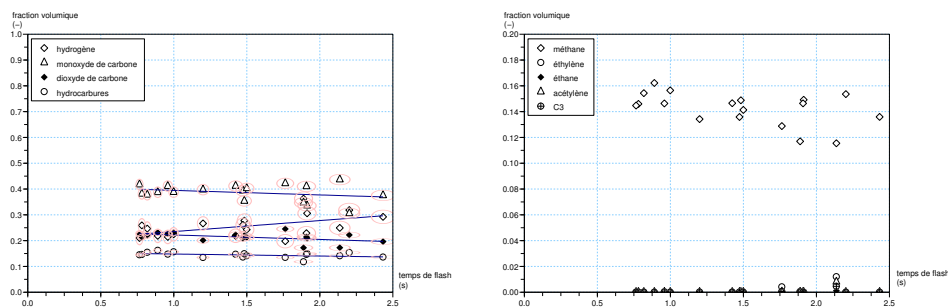 fraction volumique
(−)
1.0
0.9
0.8
0.7
0.6
0.5
0.4
0.3
0.2
0.1
0.0
hydrogène
monoxyde de carbone
dioxyde de carbone
hydrocarbures
0.0
0.5
1.0
1.5
2.0
2.5
temps de flash
(s)
fraction volumique
(−)
0.20
0.18
0.16
0.14
0.12
0.10
0.08
0.06
0.04
0.02
0.00
méthane
éthylène
éthane
acétylène
C3
0.0
0.5
1.0
1.5
2.0
2.5
temps de flash
(s)